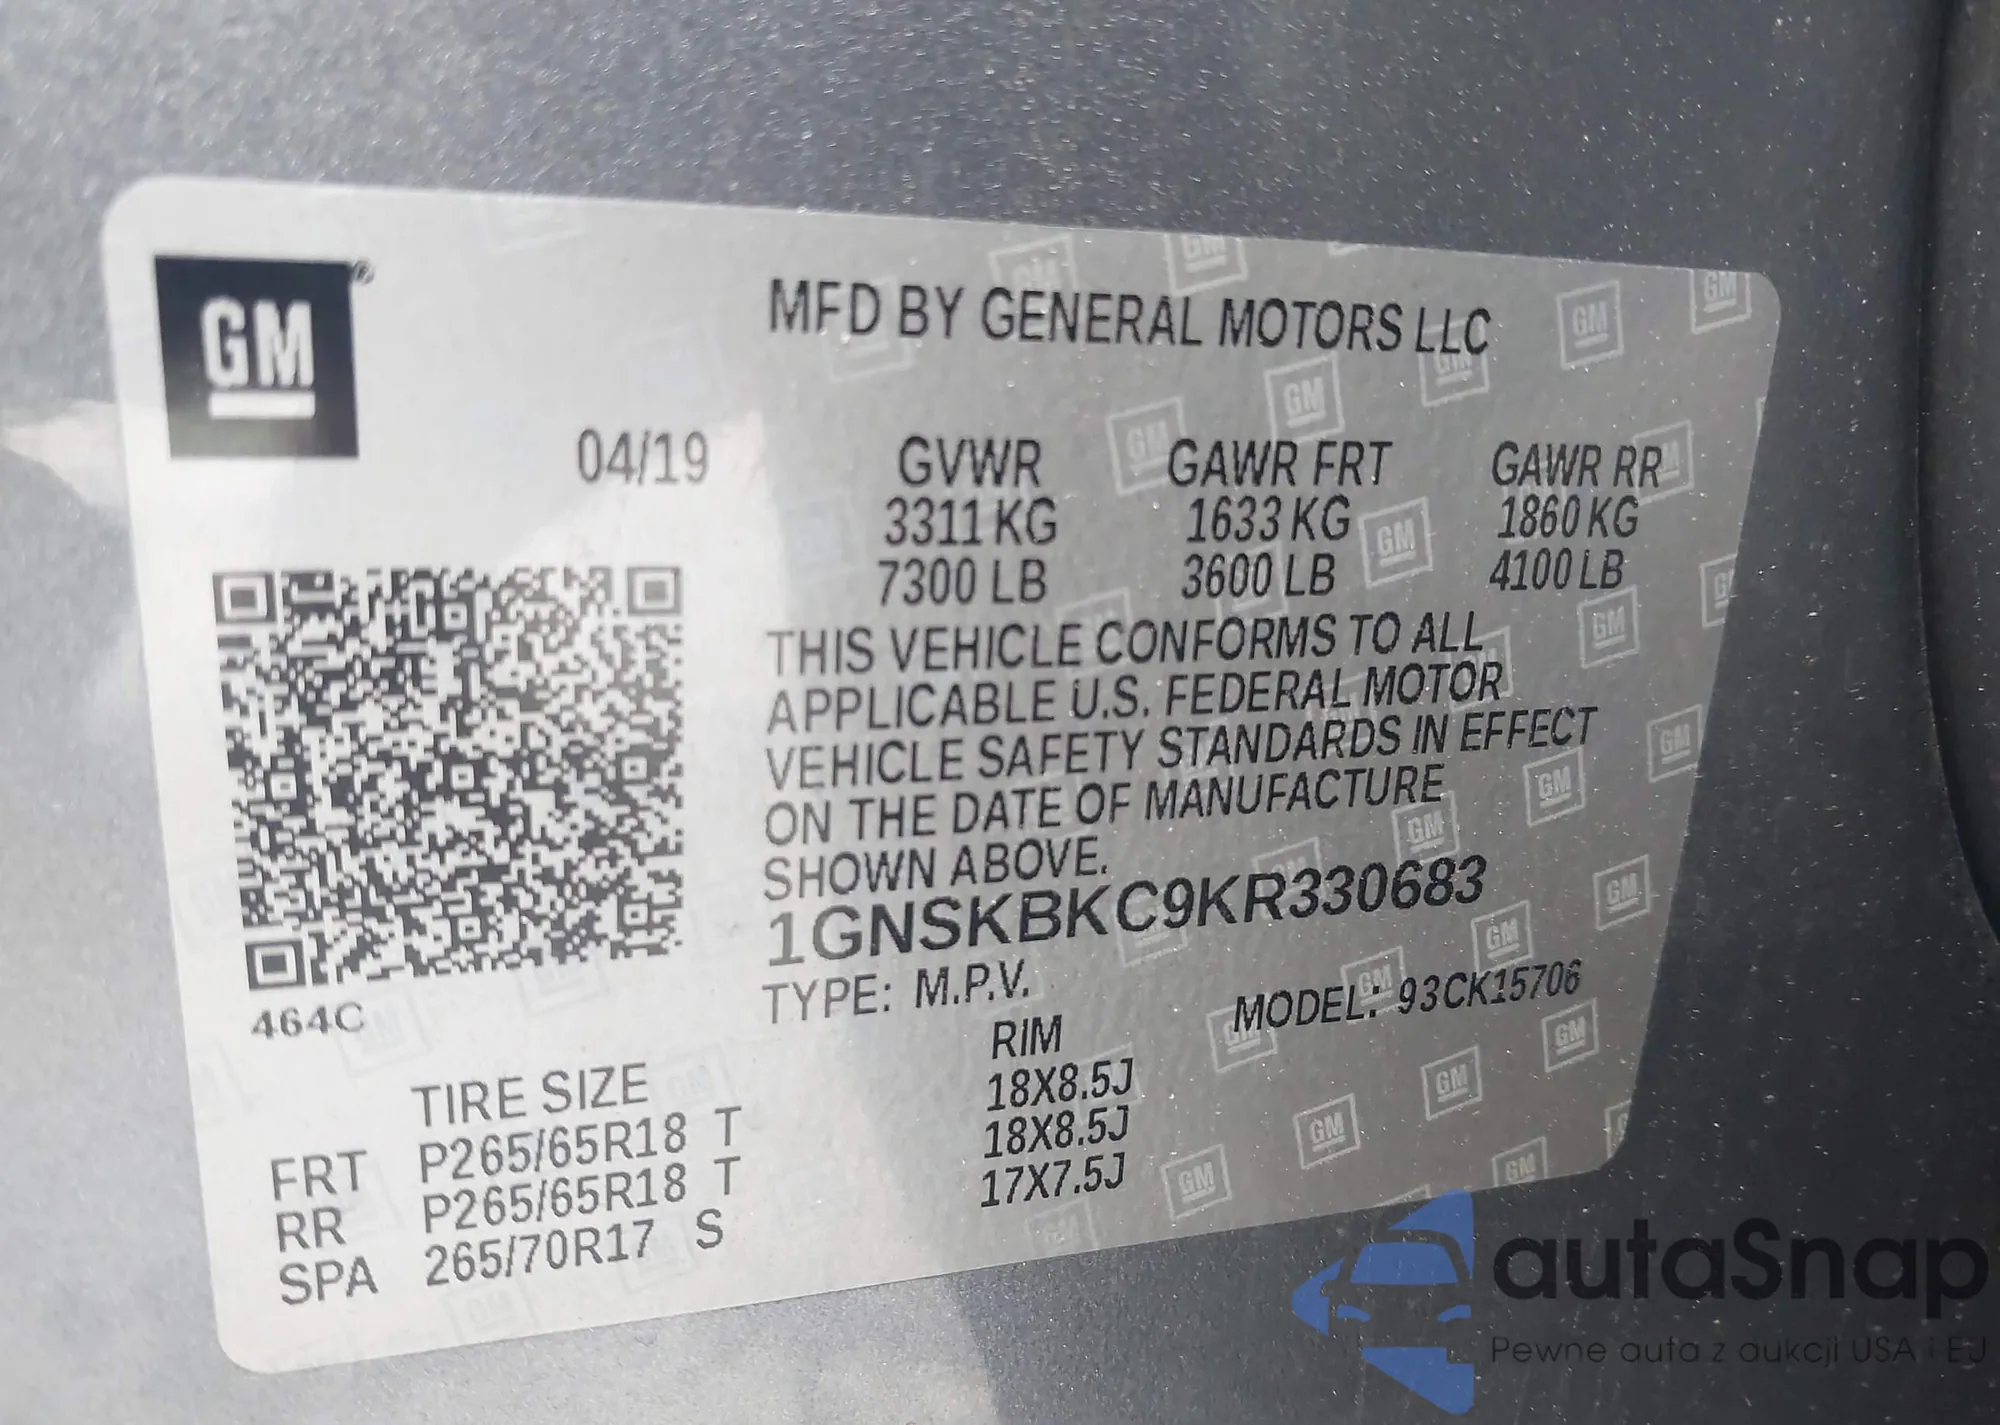 GM®
MFD BY GENERAL MOTORS LLC
04/19
GVWR GAWR FRT GAWR RR
3311 KG 1633 KG 1860 KG
7300 LB 3600 LB 4100 LB
THIS VEHICLE CONFORMS TO ALL
APPLICABLE U.S. FEDERAL MOTOR
VEHICLE SAFETY STANDARDS IN EFFECT
ON THE DATE OF MANUFACTURE
SHOWN ABOVE.
1GNSKBKC9KR330683
TYPE: M.P.V. MODEL: 93CK15706
464C
TIRE SIZE RIM
FRT P265/65R18 T 18X8.5J
RR P265/65R18 T 18X8.5J
SPA 265/70R17 S 17X7.5J
autaSnap
Pewne auta z aukcji USA i EU